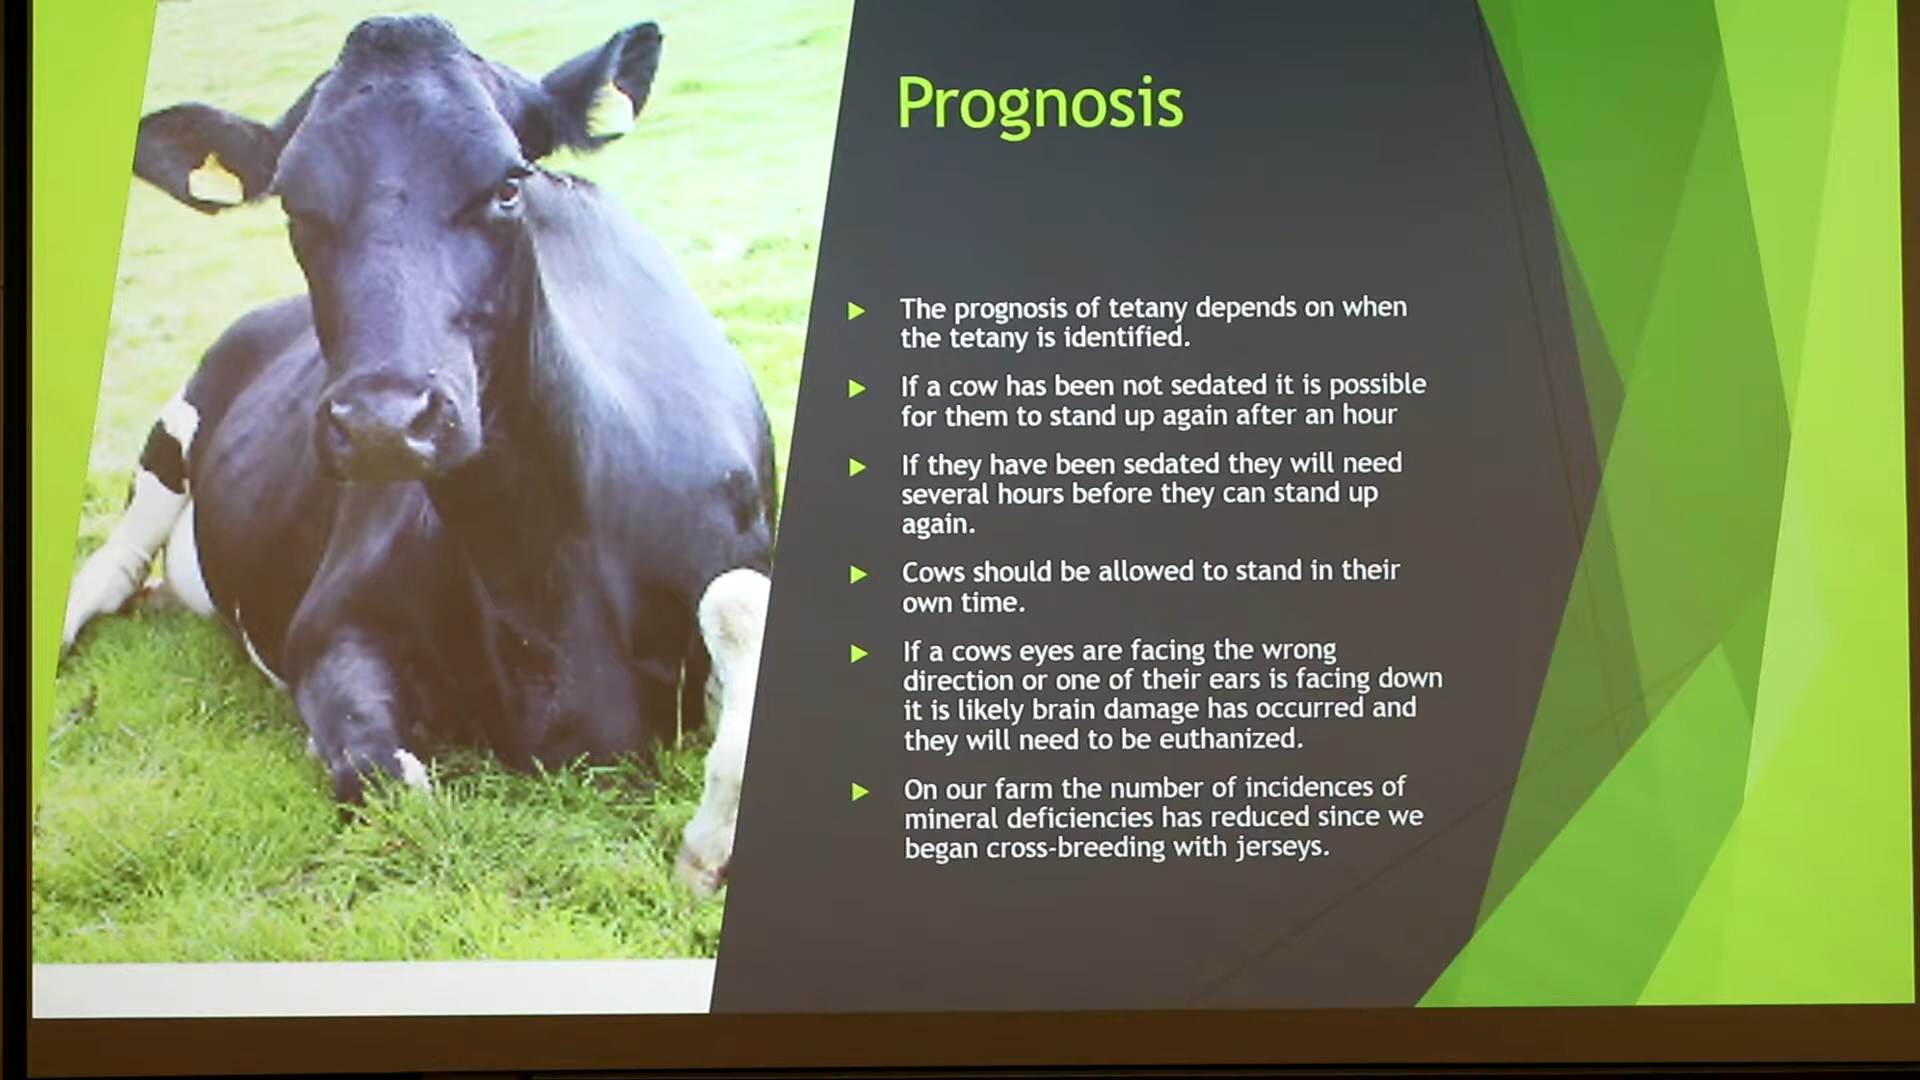 Prognosis
The prognosis of tetany depends on when
the tetany is identified.
If a cow has been not sedated it is possible
for them to stand up again after an hour
If they have been sedated they will need
several hours before they can stand up
again.
Cows should be allowed to stand in their
own time.
If a cows eyes are facing the wrong
direction or one of their ears is facing down
it is likely brain damage has occurred and
they will need to be euthanized.
On our farm the number of incidences of
mineral deficiencies has reduced since we
began cross-breeding with jerseys.